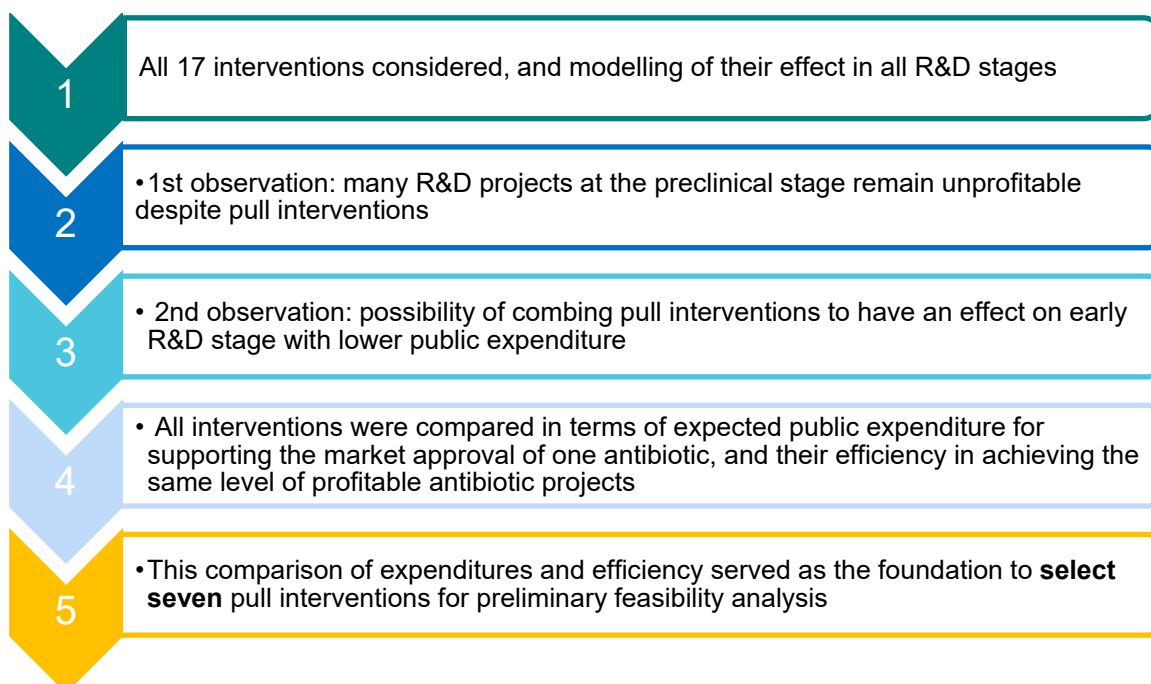 1
All 17 interventions considered, and modelling of their effect in all R&D stages
2
•1st observation: many R&D projects at the preclinical stage remain unprofitable
despite pull interventions
3
• 2nd observation: possibility of combing pull interventions to have an effect on early
R&D stage with lower public expenditure
4
• All interventions were compared in terms of expected public expenditure for
supporting the market approval of one antibiotic, and their efficiency in achieving the
same level of profitable antibiotic projects
5
•This comparison of expenditures and efficiency served as the foundation to select
seven pull interventions for preliminary feasibility analysis